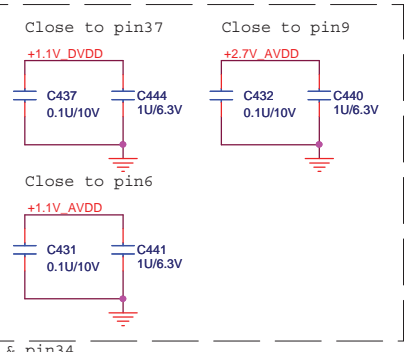 Close to pin37
Close to pin9
+1.1V_DVDD
+2.7V_AVDD
C437
0.1U/10V
C444
1U/6.3V
C432
0.1U/10V
C440
1U/6.3V
Close to pin6
+1.1V_AVDD
C431
0.1U/10V
C441
1U/6.3V
& pin34